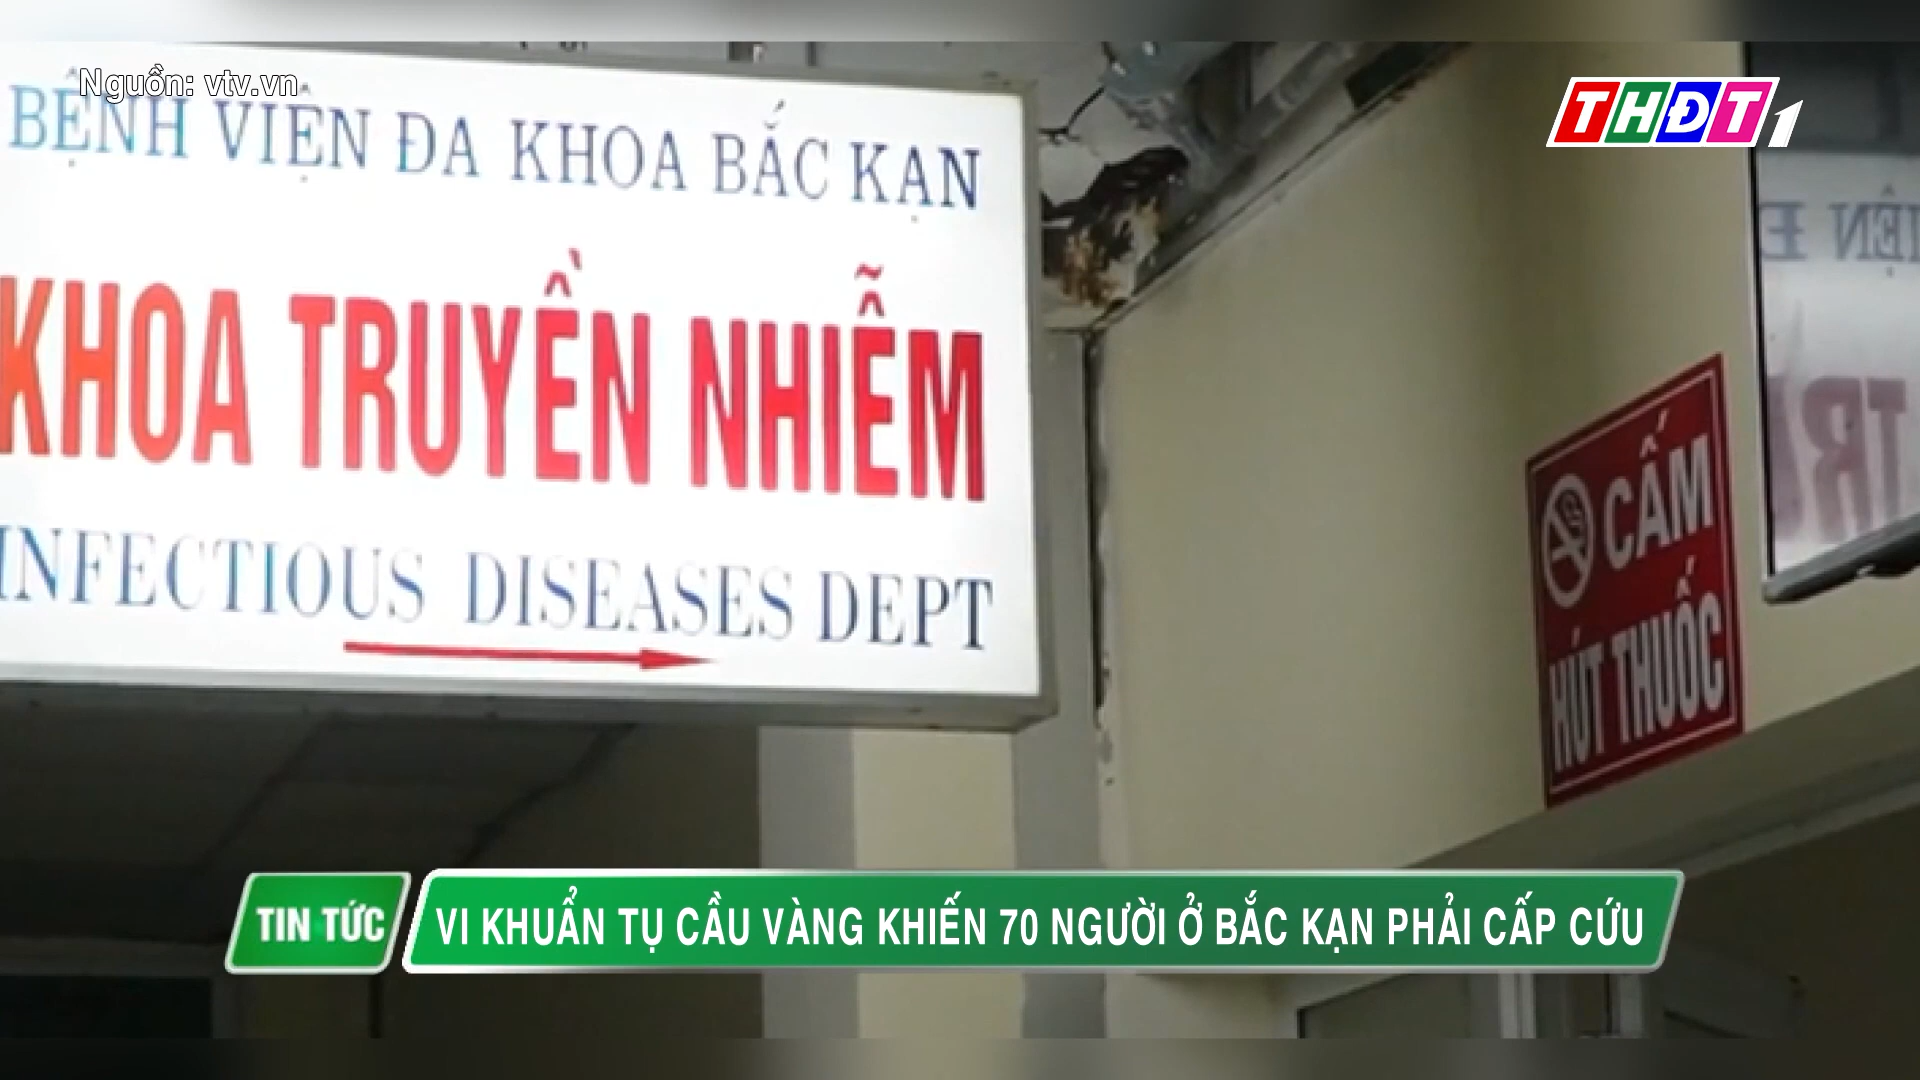 Nguồn: vtv.vn
THĐT1
BỆNH VIỆN ĐA KHOA BẮC KẠN
KHOA TRUYỀN NHIỄM
INFECTIOUS DISEASES DEPT
CẤM
HÚT THUỐC
TIN TỨC
VI KHUẨN TỤ CẦU VÀNG KHIẾN 70 NGƯỜI Ở BẮC KẠN PHẢI CẤP CỨU